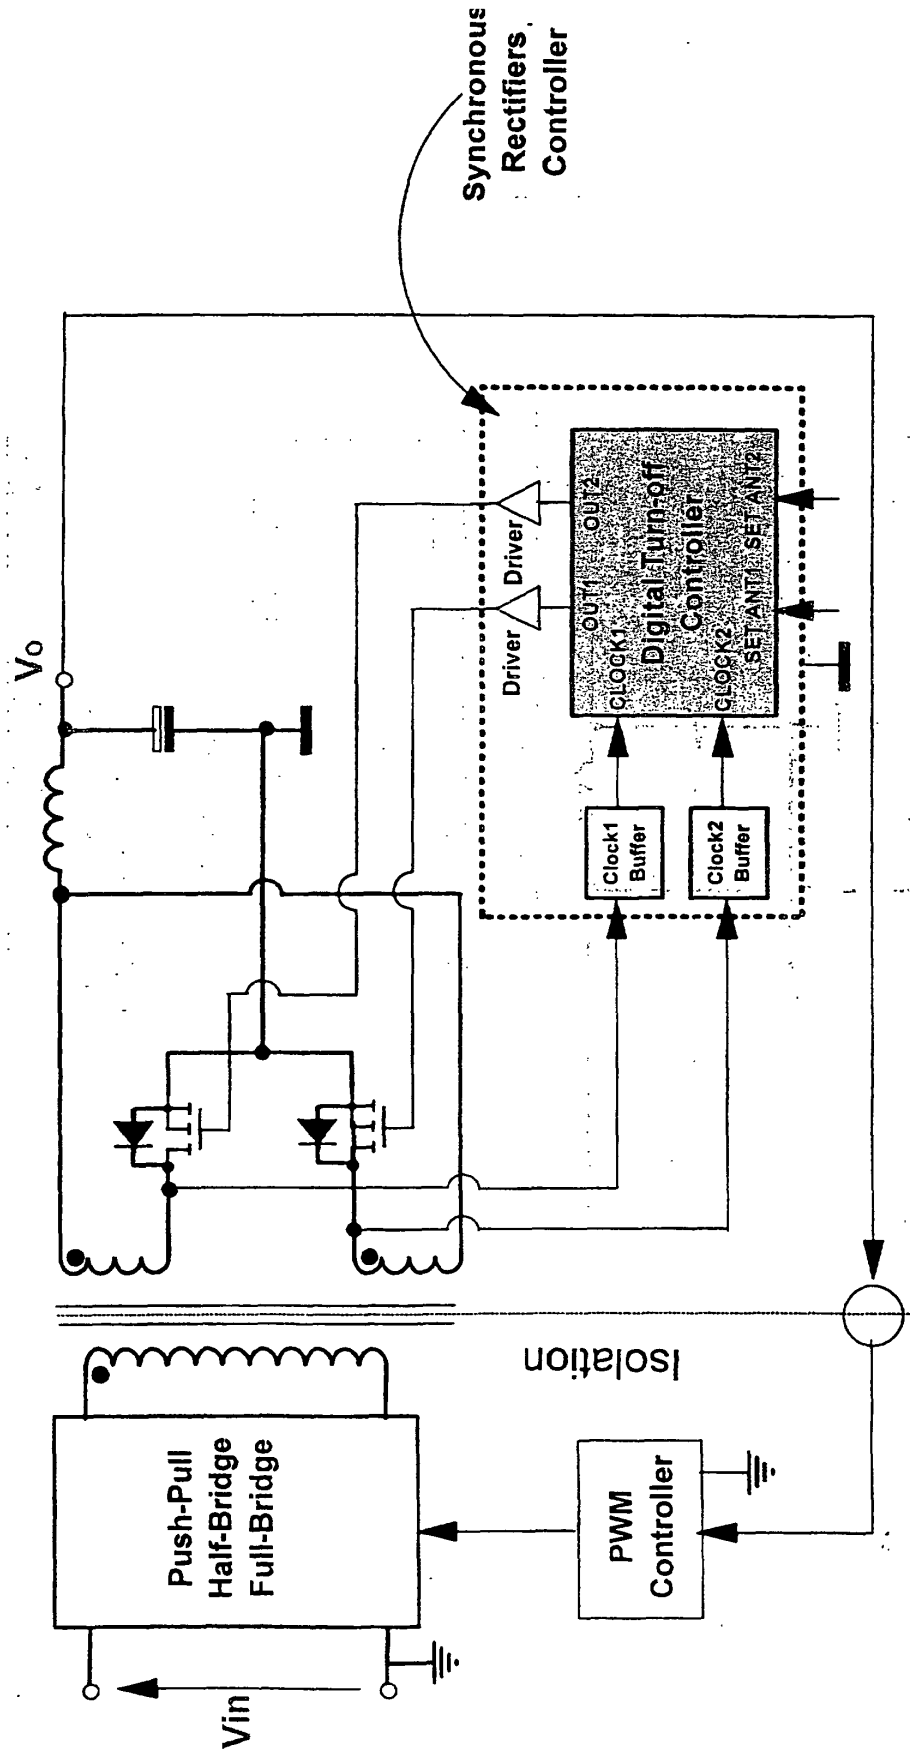 Vin
Push-Pull
Half-Bridge
Full-Bridge
PWM
Controller
Isolation
Vo
Clock1
Buffer
Clock2
Buffer
Driver
Driver
OUT1
OUT2
CLOCK1
CLOCK2
Digital Turn-off
Controller
SET ANT1
SET ANT2
Synchronous
Rectifiers
Controller